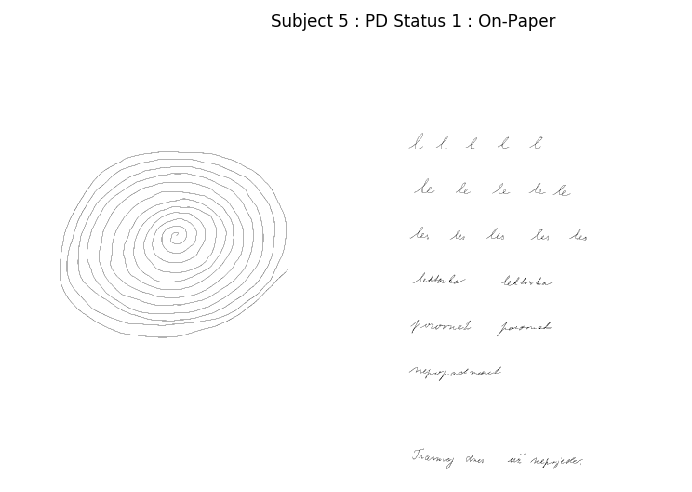 Subject 5 : PD Status 1 : On-Paper
l l l l l
le le le le le
les les les les les
lektorka lektorka
porovnat porovnat
nepopadnout
Tramvaj dnes už nepojede.